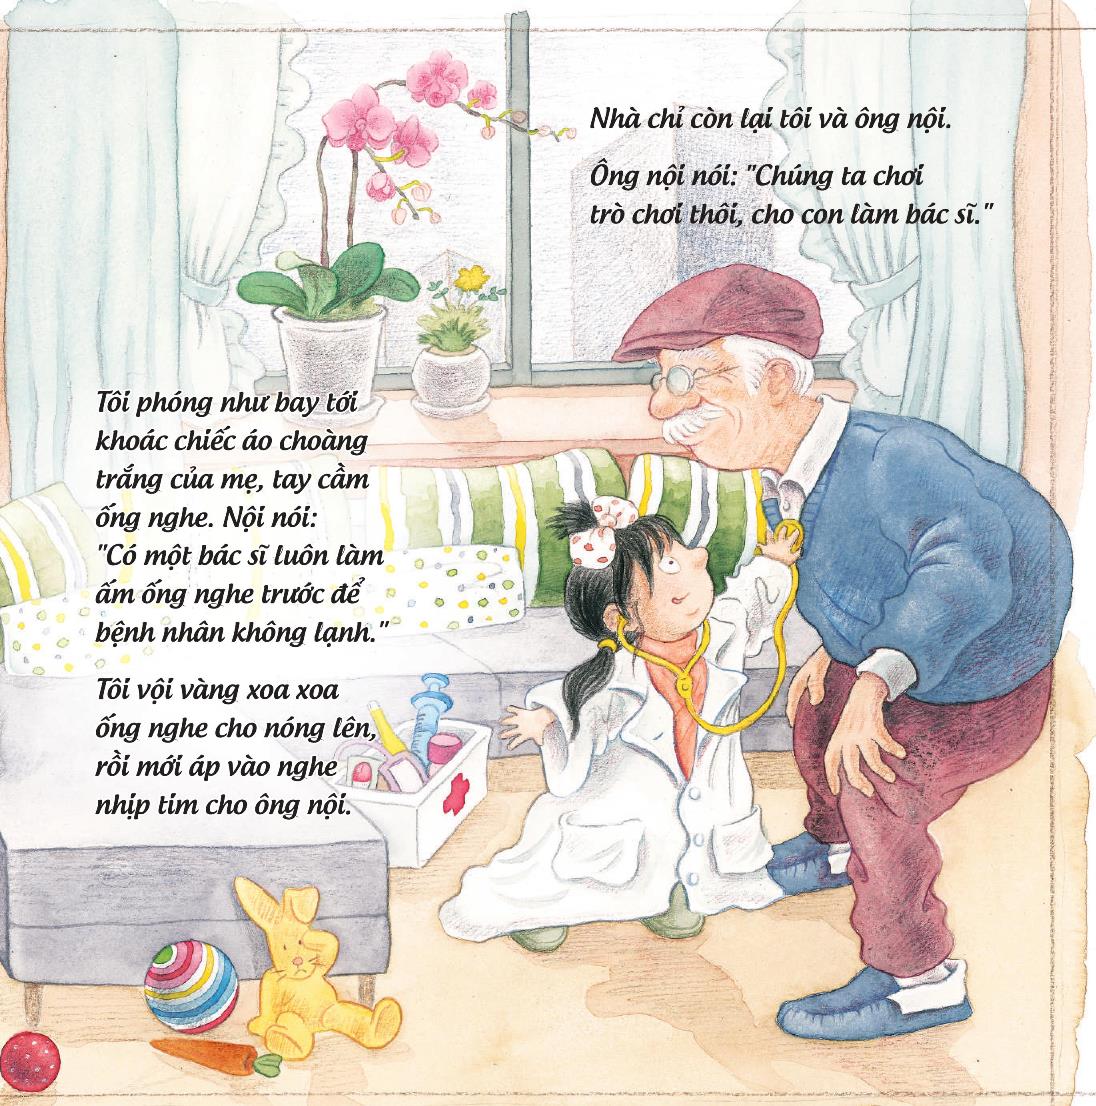 Nhà chỉ còn lại tôi và ông nội.
Ông nội nói: "Chúng ta chơi
trò chơi thôi, cho con làm bác sĩ."
Tôi phóng như bay tới
khoác chiếc áo choàng
trắng của mẹ, tay cầm
ống nghe. Nội nói:
"Có một bác sĩ luôn làm
ấm ống nghe trước để
bệnh nhân không lạnh."
Tôi vội vàng xoa xoa
ống nghe cho nóng lên,
rồi mới áp vào nghe
nhịp tim cho ông nội.